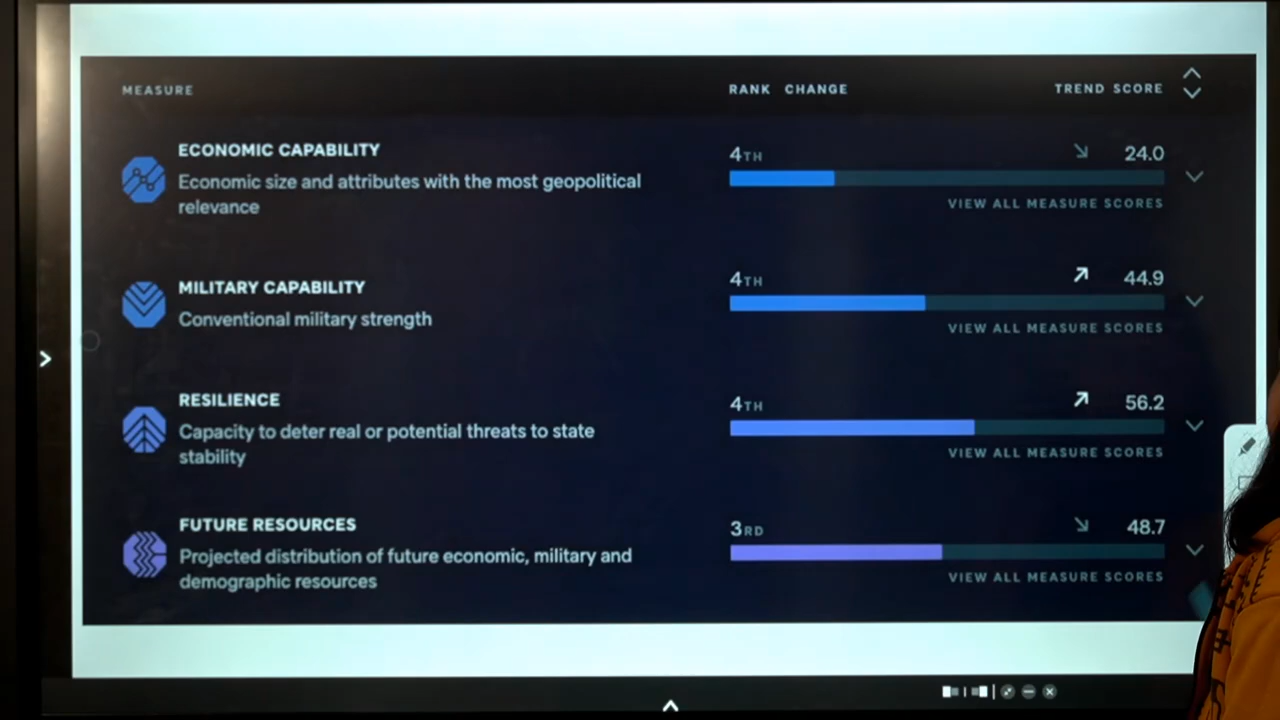 MEASURE
RANK CHANGE TREND SCORE
ECONOMIC CAPABILITY
Economic size and attributes with the most geopolitical
relevance
4TH 24.0
VIEW ALL MEASURE SCORES
MILITARY CAPABILITY
Conventional military strength
4TH 44.9
VIEW ALL MEASURE SCORES
RESILIENCE
Capacity to deter real or potential threats to state
stability
4TH 56.2
VIEW ALL MEASURE SCORES
FUTURE RESOURCES
Projected distribution of future economic, military and
demographic resources
3RD 48.7
VIEW ALL MEASURE SCORES